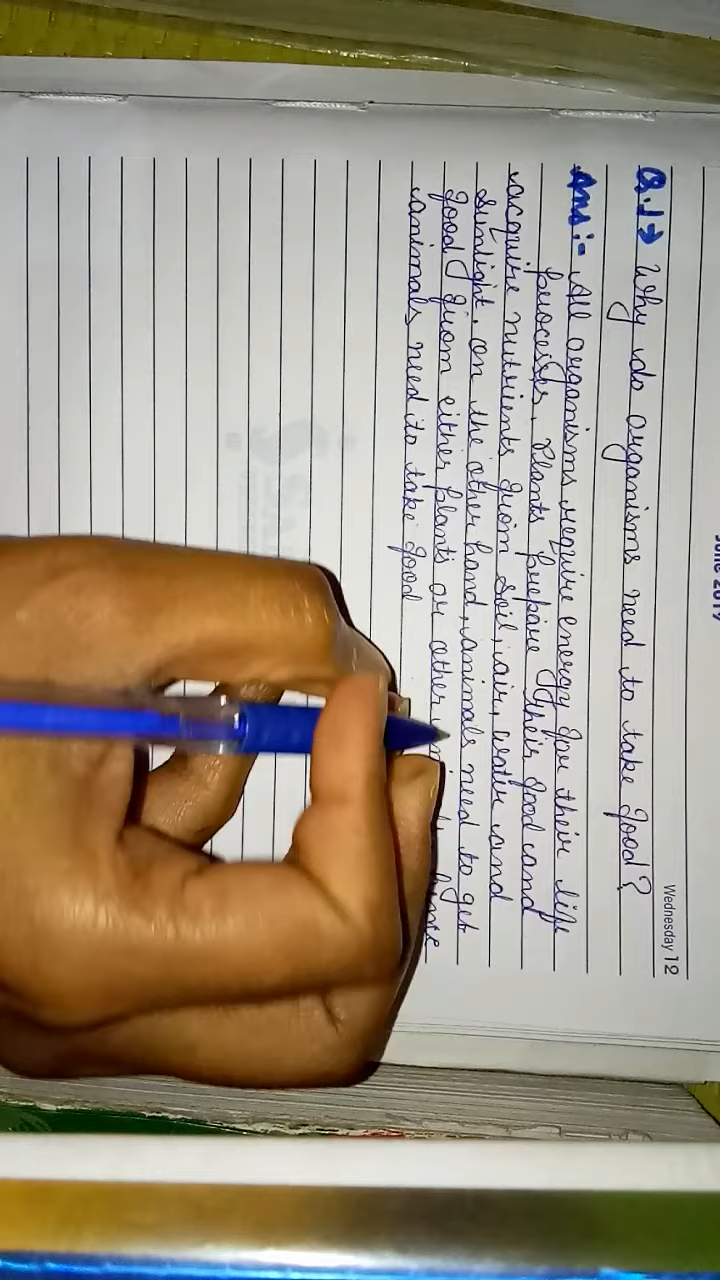 June 2019
Wednesday 12
Q.1→ Why do organisms need to take food?
Ans:- All organisms require energy for their life
processes. Plants prepare their food and
acquire nutrients from soil, air, water and
sunlight. on the other hand, animals need to get
food from either plants or other
animals need to take food